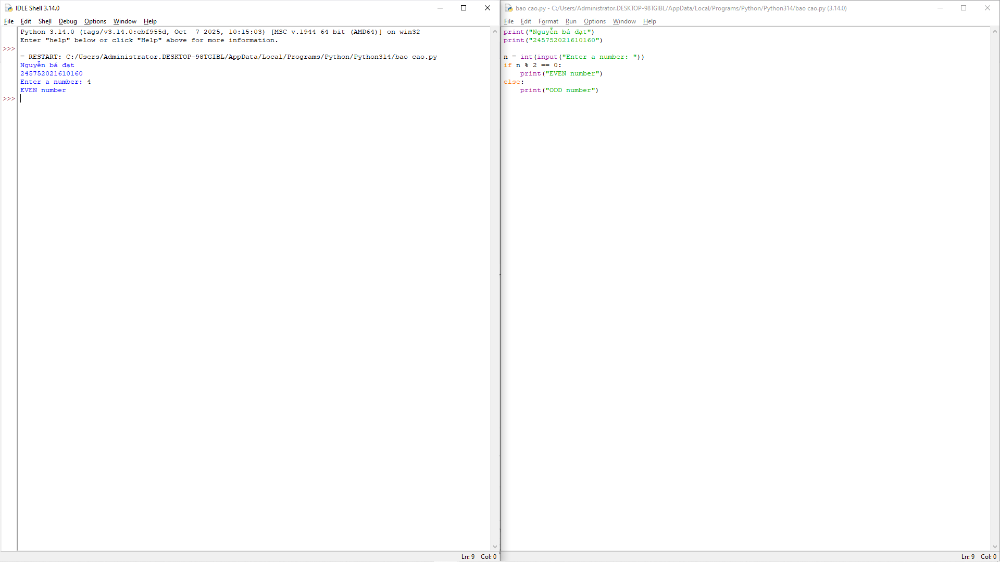 IDLE Shell 3.14.0
File Edit Shell Debug Options Window Help
Python 3.14.0 (tags/v3.14.0:ebf955d, Oct  7 2025, 10:15:03) [MSC v.1944 64 bit (AMD64)] on win32
Enter "help" below or click "Help" above for more information.
>>>
= RESTART: C:/Users/Administrator.DESKTOP-98TGIBL/AppData/Local/Programs/Python/Python314/bao cao.py
Nguyễn bá đạt
245752021610160
Enter a number: 4
EVEN number
>>>
Ln: 9 Col: 0
bao cao.py - C:/Users/Administrator.DESKTOP-98TGIBL/AppData/Local/Programs/Python/Python314/bao cao.py (3.14.0)
File Edit Format Run Options Window Help
print("Nguyễn bá đạt")
print("245752021610160")
n = int(input("Enter a number: "))
if n % 2 == 0:
    print("EVEN number")
else:
    print("ODD number")
Ln: 9 Col: 0